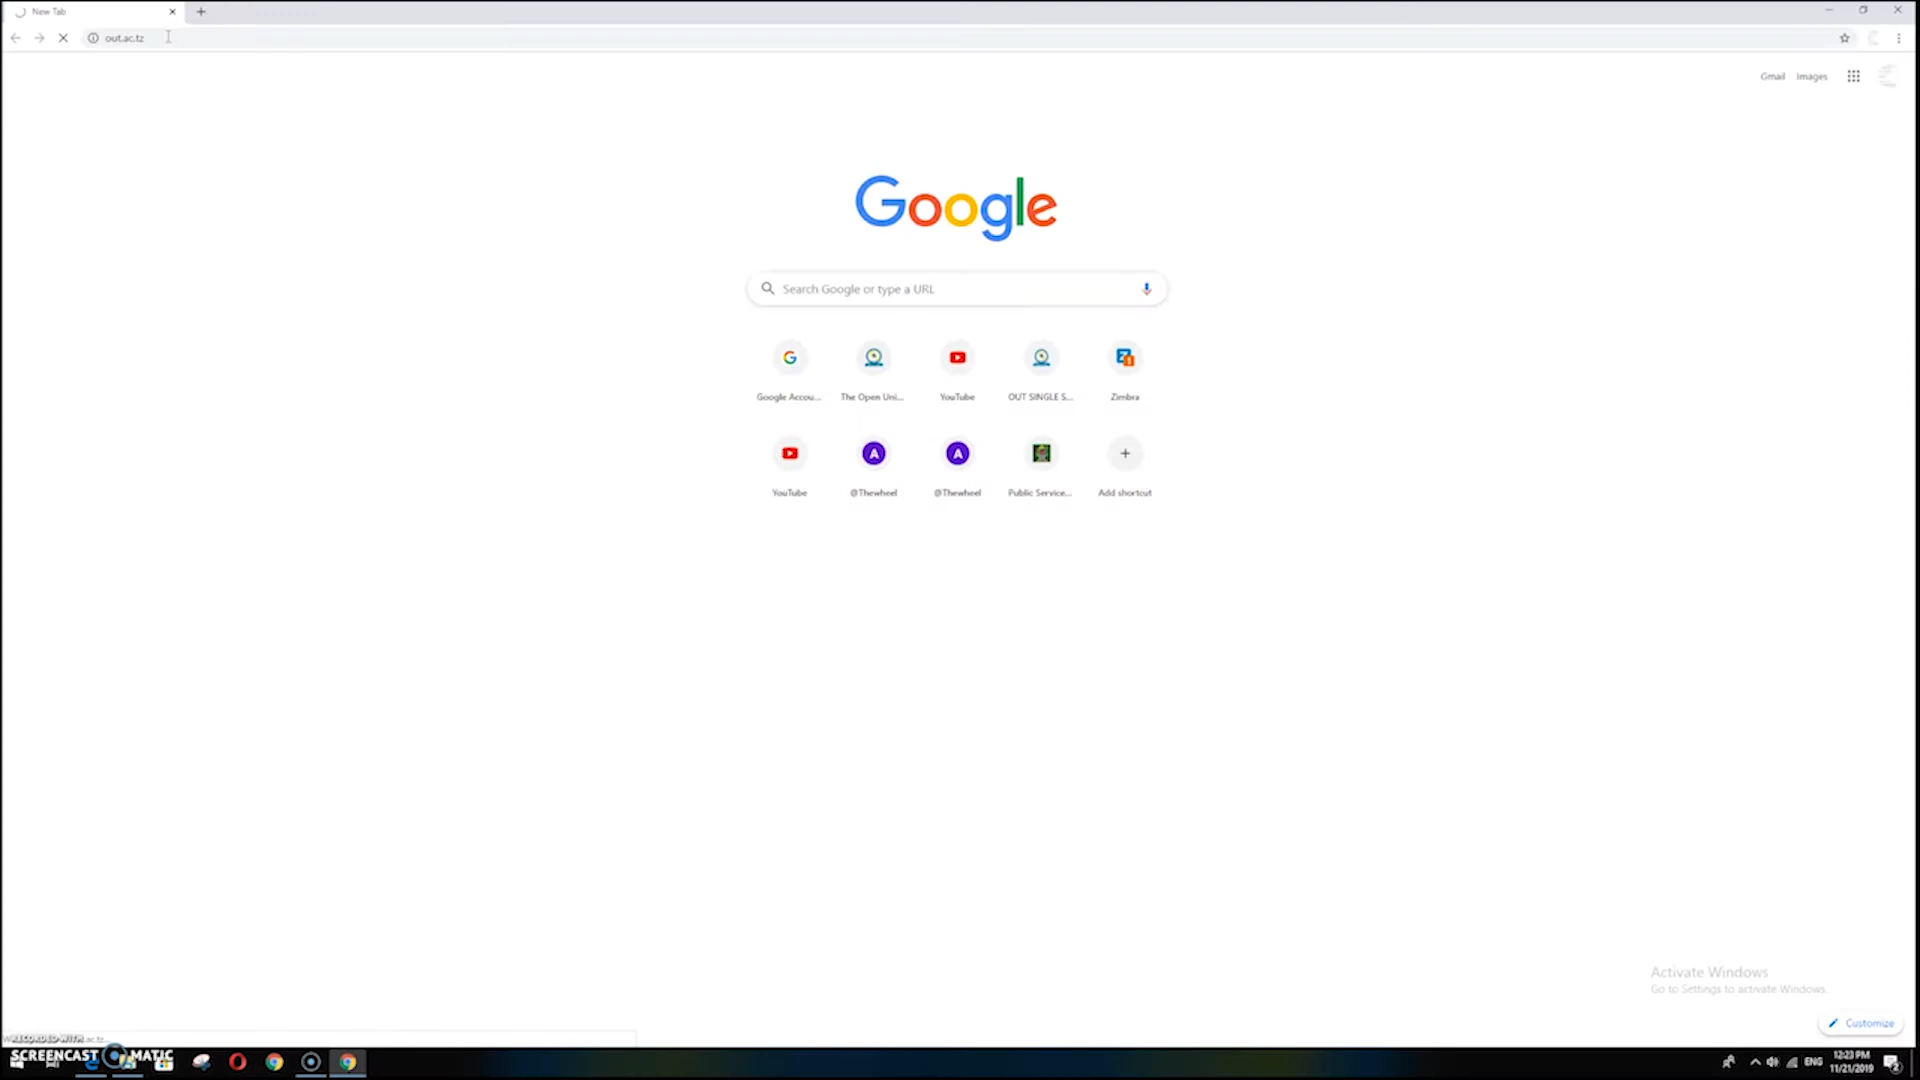 New Tab
out.ac.tz
Gmail Images
Google
Search Google or type a URL
Google Accou... The Open Uni... YouTube OUT SINGLE S... Zimbra
YouTube @Thewheel @Thewheel Public Service... Add shortcut
Activate Windows
Go to Settings to activate Windows.
Customize
RECORDED WITH
SCREENCAST MATIC
ENG
12:23 PM
11/21/2019